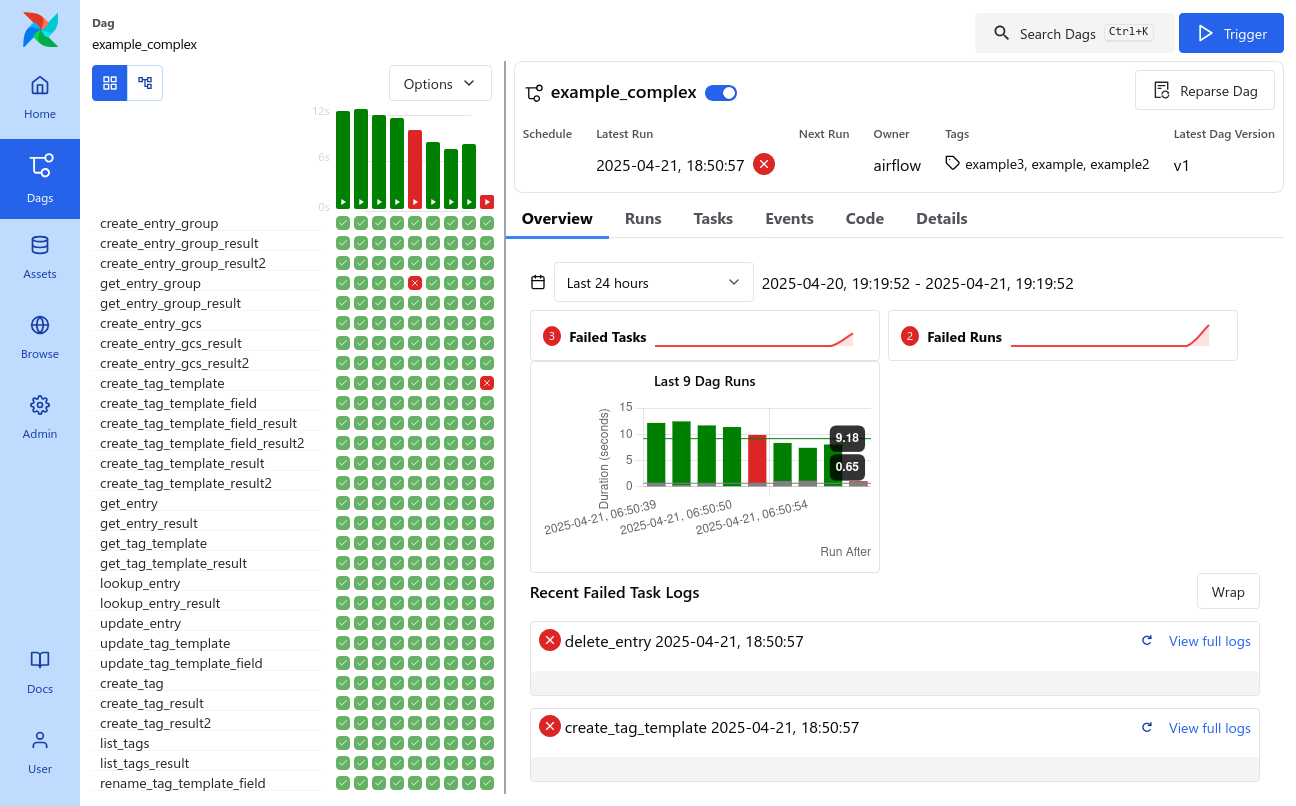 Home
Dags
Assets
Browse
Admin
Docs
User
Dag
example_complex
Search Dags Ctrl+K
Trigger
Options
12s
6s
0s
create_entry_group
create_entry_group_result
create_entry_group_result2
get_entry_group
get_entry_group_result
create_entry_gcs
create_entry_gcs_result
create_entry_gcs_result2
create_tag_template
create_tag_template_field
create_tag_template_field_result
create_tag_template_field_result2
create_tag_template_result
create_tag_template_result2
get_entry
get_entry_result
get_tag_template
get_tag_template_result
lookup_entry
lookup_entry_result
update_entry
update_tag_template
update_tag_template_field
create_tag
create_tag_result
create_tag_result2
list_tags
list_tags_result
rename_tag_template_field
example_complex
Reparse Dag
Schedule Latest Run Next Run Owner Tags Latest Dag Version
2025-04-21, 18:50:57 airflow example3, example, example2 v1
Overview Runs Tasks Events Code Details
Last 24 hours 2025-04-20, 19:19:52 - 2025-04-21, 19:19:52
3 Failed Tasks
2 Failed Runs
Last 9 Dag Runs
Duration (seconds)
15
10
5
0
9.18
0.65
2025-04-21, 06:50:39
2025-04-21, 06:50:50
2025-04-21, 06:50:54
Run After
Recent Failed Task Logs
Wrap
delete_entry 2025-04-21, 18:50:57 View full logs
create_tag_template 2025-04-21, 18:50:57 View full logs